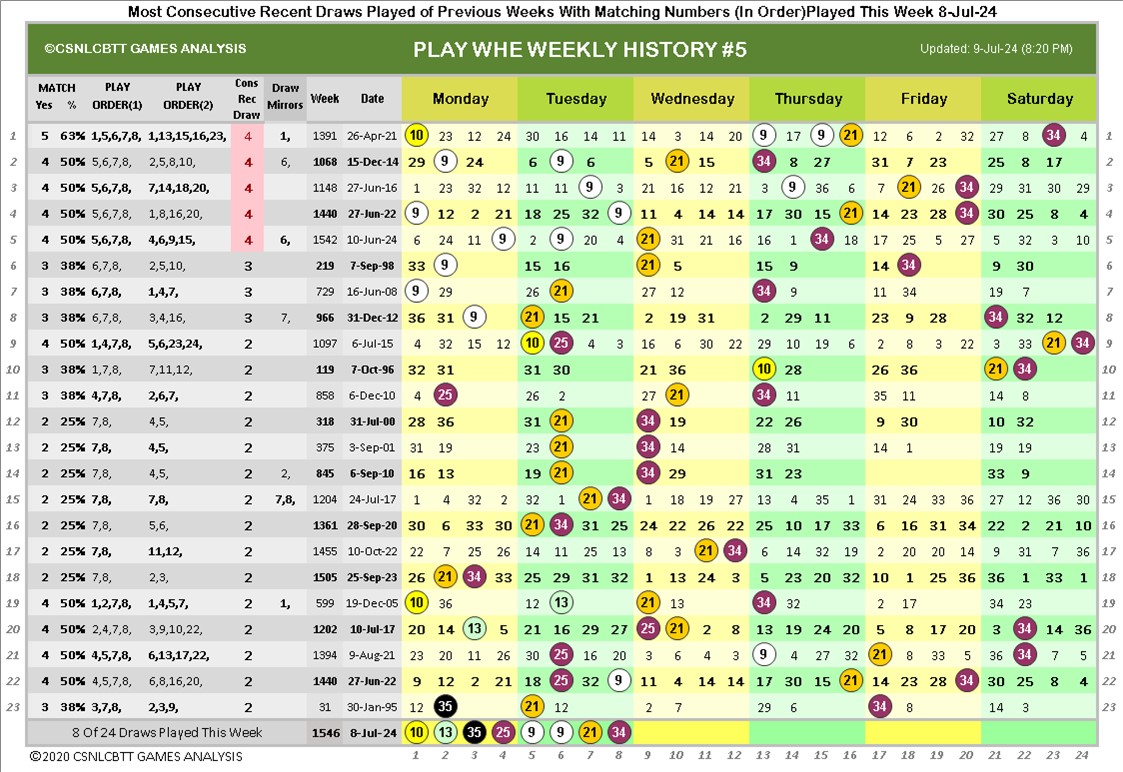 Most Consecutive Recent Draws Played of Previous Weeks With Matching Numbers (In Order)Played This Week 8-Jul-24
©CSNLCBTT GAMES ANALYSIS PLAY WHE WEEKLY HISTORY #5 Updated: 9-Jul-24 (8:20 PM)
MATCH PLAY PLAY Cons Rec Draw Draw Mirrors Week Date Monday Tuesday Wednesday Thursday Friday Saturday
Yes % ORDER(1) ORDER(2)
1 5 63% 1,5,6,7,8, 1,13,15,16,23, 4 1, 1391 26-Apr-21 10 23 12 24 30 16 14 11 14 3 14 20 9 17 9 21 12 6 2 32 27 8 34 4 1
2 4 50% 5,6,7,8, 2,5,8,10, 4 6, 1068 15-Dec-14 29 9 24 6 9 6 5 21 15 34 8 27 31 7 23 25 8 17 2
3 4 50% 5,6,7,8, 7,14,18,20, 4 1148 27-Jun-16 1 23 32 12 11 11 9 3 21 16 12 11 3 9 36 6 7 21 26 34 29 31 30 29 3
4 4 50% 5,6,7,8, 1,8,16,20, 4 1440 27-Jun-22 9 12 2 21 18 25 32 9 11 4 14 14 17 30 15 21 14 23 28 34 30 25 8 4 4
5 4 50% 5,6,7,8, 4,6,9,15, 4 6, 1542 10-Jun-24 6 24 11 9 2 9 20 4 21 31 21 16 16 1 34 18 17 25 5 27 5 32 3 10 5
6 3 38% 6,7,8, 2,5,10, 3 219 7-Sep-98 33 9 15 16 21 5 15 9 14 34 9 30 6
7 3 38% 6,7,8, 1,4,7, 3 729 16-Jun-08 9 29 26 21 27 12 34 9 11 34 19 7 7
8 3 38% 6,7,8, 3,4,16, 3 7, 966 31-Dec-12 36 31 9 21 15 21 2 19 31 2 29 11 23 9 28 34 32 12 8
9 4 50% 1,4,7,8, 5,6,23,24, 2 1097 6-Jul-15 4 32 15 12 10 25 4 3 16 6 30 22 29 10 19 6 2 8 3 22 3 33 21 34 9
10 3 38% 1,7,8, 7,11,12, 2 119 7-Oct-96 32 31 31 30 21 36 10 28 26 36 21 34 10
11 3 38% 4,7,8, 2,6,7, 2 858 6-Dec-10 4 25 26 2 27 21 34 11 35 11 14 8 11
12 2 25% 7,8, 4,5, 2 318 31-Jul-00 28 36 31 21 34 19 22 26 9 30 10 32 12
13 2 25% 7,8, 4,5, 2 375 3-Sep-01 31 19 23 21 34 14 28 31 14 1 13
14 2 25% 7,8, 4,5, 2 2, 845 6-Sep-10 16 13 19 21 34 29 31 23 33 9 14
15 2 25% 7,8, 7,8, 2 7,8, 1204 24-Jul-17 1 4 32 2 32 1 21 34 1 18 19 27 13 4 35 1 31 24 33 36 27 12 36 30 15
16 2 25% 7,8, 5,6, 2 1361 28-Sep-20 30 6 33 30 21 34 31 25 24 22 26 22 25 10 17 33 6 16 31 34 22 2 21 10 16
17 2 25% 7,8, 11,12, 2 1455 10-Oct-22 22 7 25 26 14 11 25 13 8 3 21 34 6 14 32 19 2 20 20 14 9 31 7 36 17
18 2 25% 7,8, 2,3, 2 1505 25-Sep-23 26 21 34 33 25 29 31 32 1 13 24 3 5 23 20 32 10 1 25 36 36 1 33 1 18
19 4 50% 1,2,7,8, 1,4,5,7, 2 1, 599 19-Dec-05 10 36 12 13 21 13 34 32 2 17 34 23 19
20 4 50% 2,4,7,8, 3,9,10,22, 2 1202 10-Jul-17 20 14 13 5 21 16 29 27 25 21 2 8 13 19 24 20 5 8 17 20 3 34 14 36 20
21 4 50% 4,5,7,8, 6,13,17,22, 2 1394 9-Aug-21 23 20 11 26 30 25 16 20 3 6 4 3 9 4 27 32 21 8 33 5 36 34 7 5 21
22 4 50% 4,5,7,8, 6,8,16,20, 2 1440 27-Jun-22 9 12 2 21 18 25 32 9 11 4 14 14 17 30 15 21 14 23 28 34 30 25 8 4 22
23 3 38% 3,7,8, 2,3,9, 2 31 30-Jan-95 12 35 21 12 2 7 29 6 34 8 14 3 23
8 Of 24 Draws Played This Week 1546 8-Jul-24 10 13 35 25 9 9 21 34
©2020 CSNLCBTT GAMES ANALYSIS 1 2 3 4 5 6 7 8 9 10 11 12 13 14 15 16 17 18 19 20 21 22 23 24